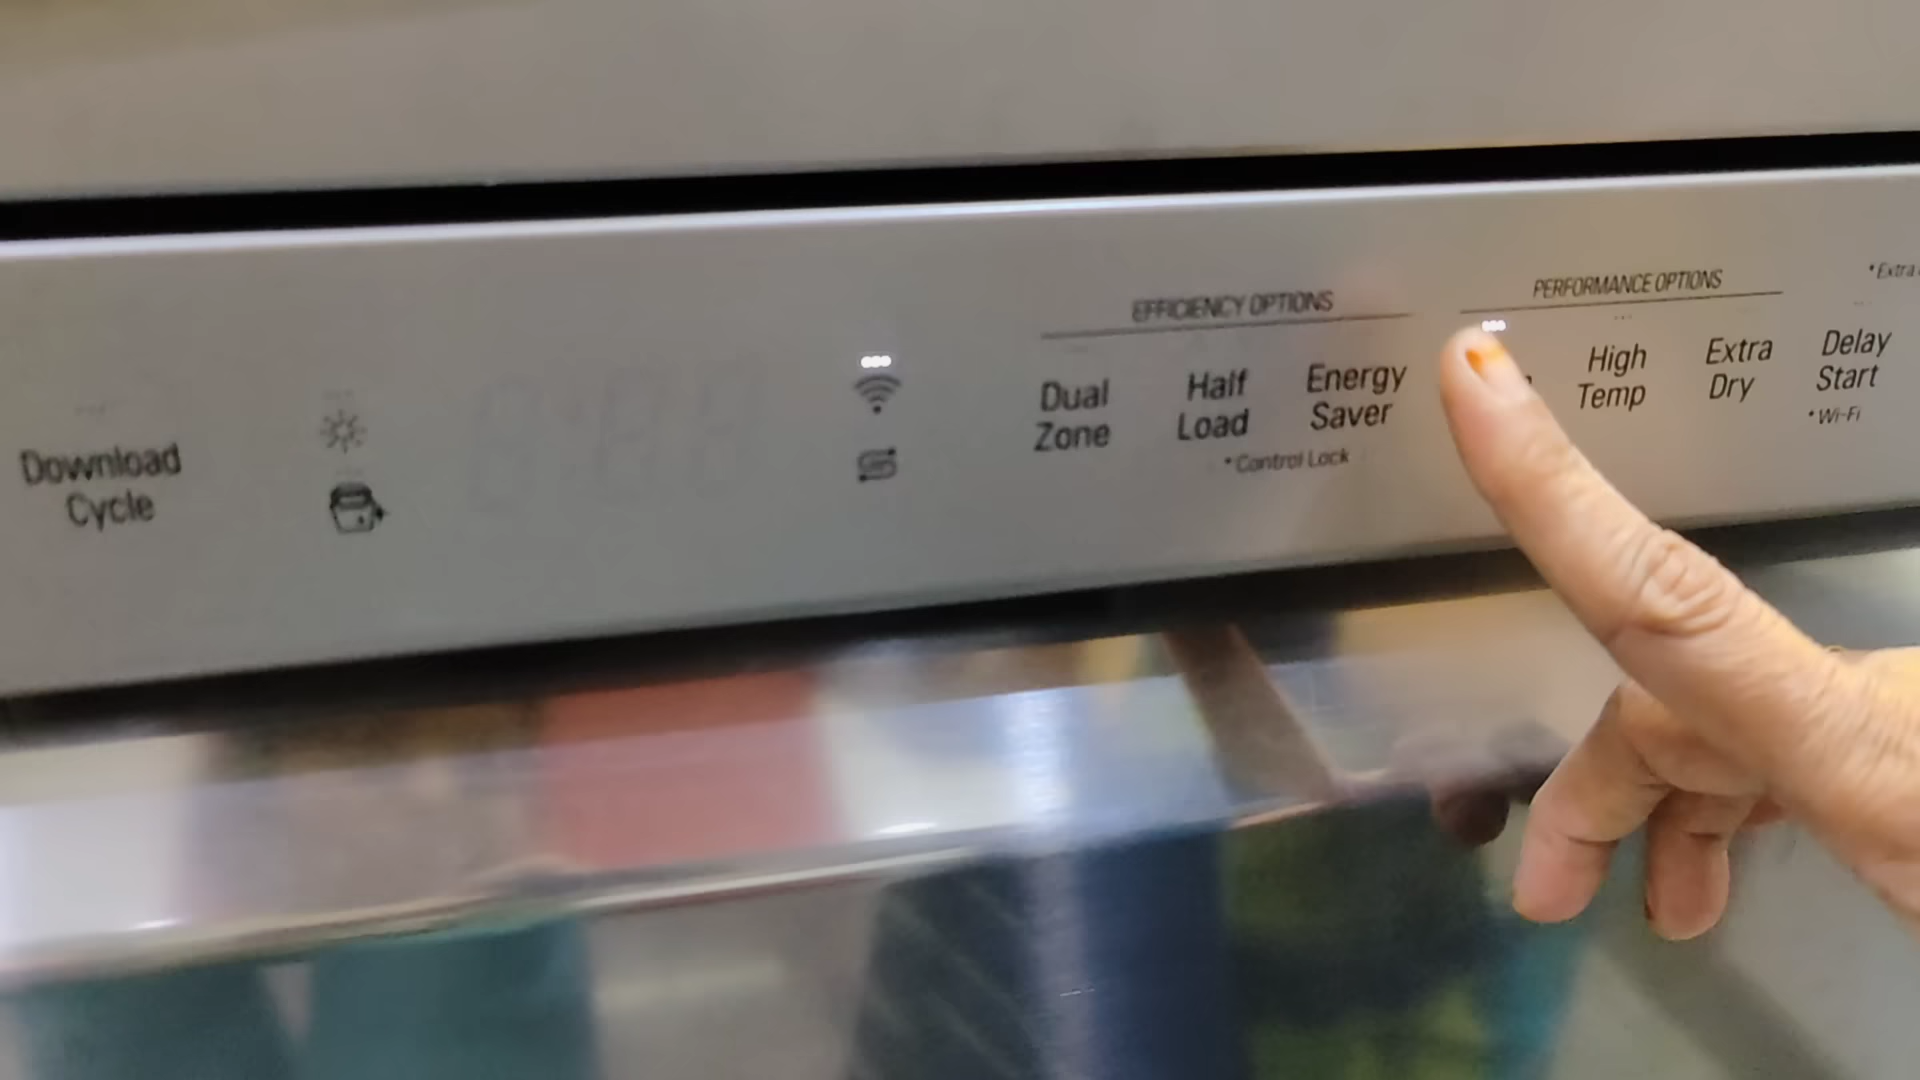 EFFICIENCY OPTIONS
PERFORMANCE OPTIONS
* Extra
Download
Cycle
Dual
Zone
Half
Load
Energy
Saver
* Control Lock
High
Temp
Extra
Dry
Delay
Start
* Wi-Fi